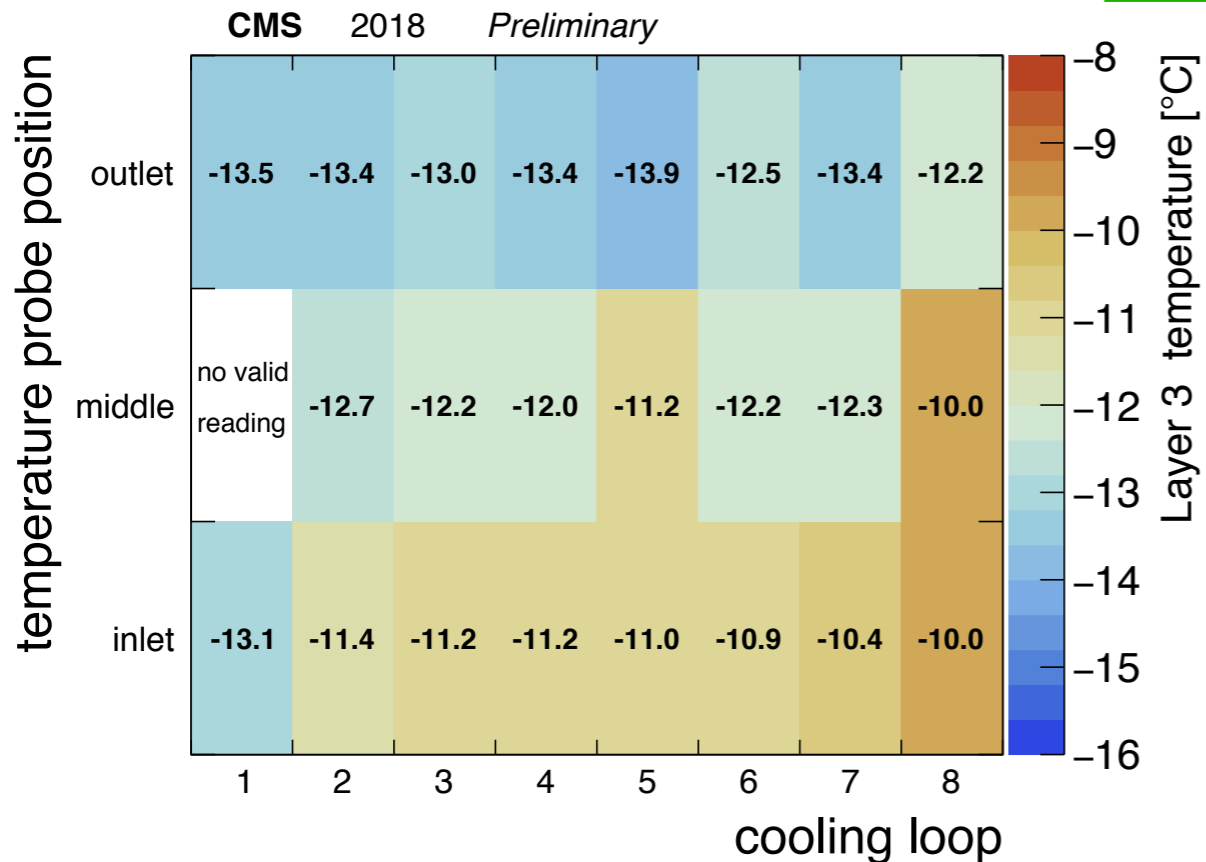 CMS 2018 Preliminary
temperature probe position
outlet -13.5 -13.4 -13.0 -13.4 -13.9 -12.5 -13.4 -12.2
middle no valid reading -12.7 -12.2 -12.0 -11.2 -12.2 -12.3 -10.0
inlet -13.1 -11.4 -11.2 -11.2 -11.0 -10.9 -10.4 -10.0
1 2 3 4 5 6 7 8
cooling loop
−8
−9
−10
−11
−12
−13
−14
−15
−16
Layer 3 temperature [°C]